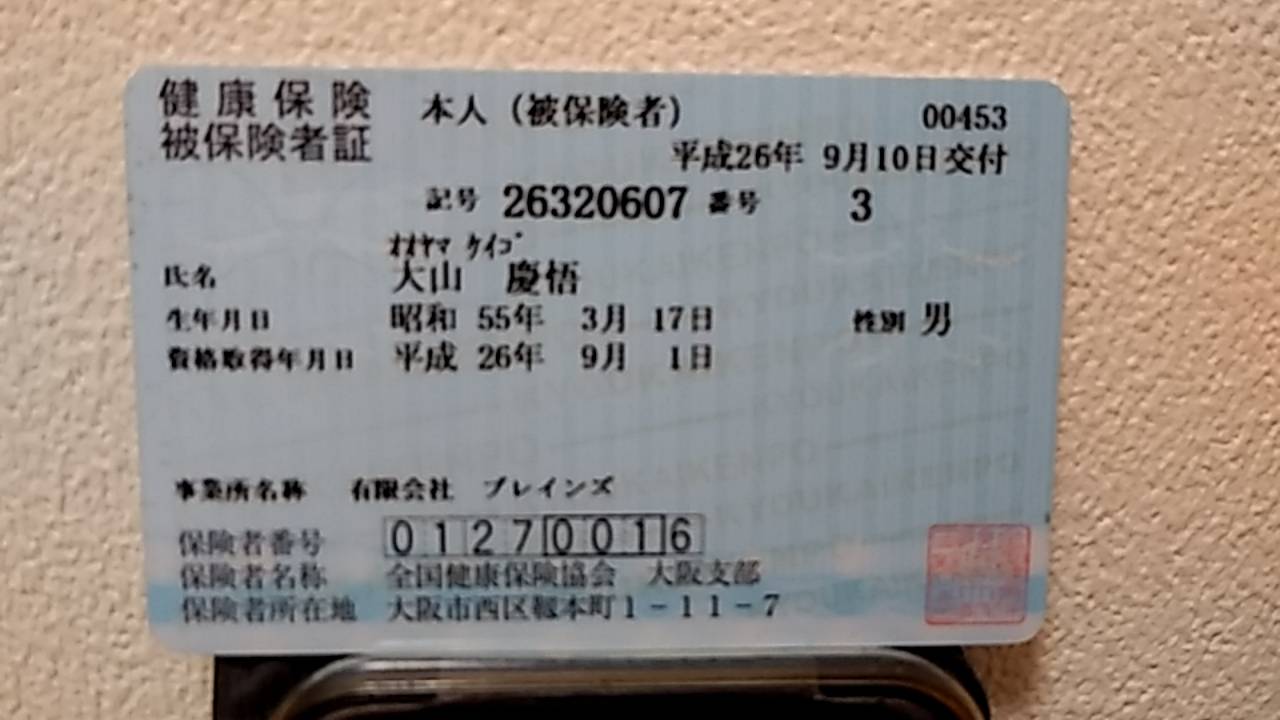 健康保険
被保険者証
本人（被保険者） 00453
平成26年 9月10日交付
記号 26320607 番号 3
ｵｵﾔﾏ ｹｲｺﾞ
氏名 大山 慶悟
生年月日 昭和 55年 3月 17日 性別 男
資格取得年月日 平成 26年 9月 1日
事業所名称 有限会社 ブレインズ
保険者番号 01270016
保険者名称 全国健康保険協会 大阪支部
保険者所在地 大阪市西区靱本町1-11-7